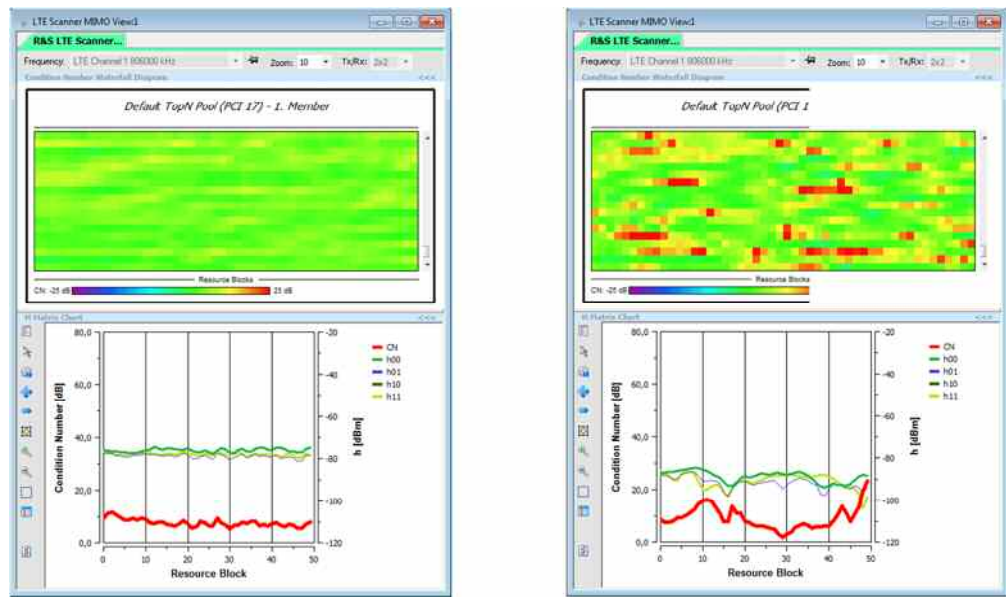 LTE Scanner MIMO View:1
R&S LTE Scanner...
Frequency: LTE Channel 1 806000 kHz Zoom: 10 Tx/Rx: 2x2
Condition Number Waterfall Diagram <<<
Default TopN Pool (PCI 17) - 1. Member
Resource Blocks
CN: -25 dB 25 dB
H Matrix Chart <<<
80,0 -20
CN
h00
-40
h01
60,0 h10
h11
-60
Condition Number [dB]
40,0
h [dBm]
-80
20,0
-100
0,0 -120
0 10 20 30 40 50
Resource Block
LTE Scanner MIMO View:1
R&S LTE Scanner...
Frequency: LTE Channel 1 806000 kHz Zoom: 10 Tx/Rx: 2x2
Condition Number Waterfall Diagram <<<
Default TopN Pool (PCI 1
Resource Blocks
CN: -25 dB
H Matrix Chart <<<
80,0 -20
CN
h00
-40
h01
60,0 h10
h11
-60
Condition Number [dB]
40,0
h [dBm]
-80
20,0
-100
0,0 -120
0 10 20 30 40 50
Resource Block